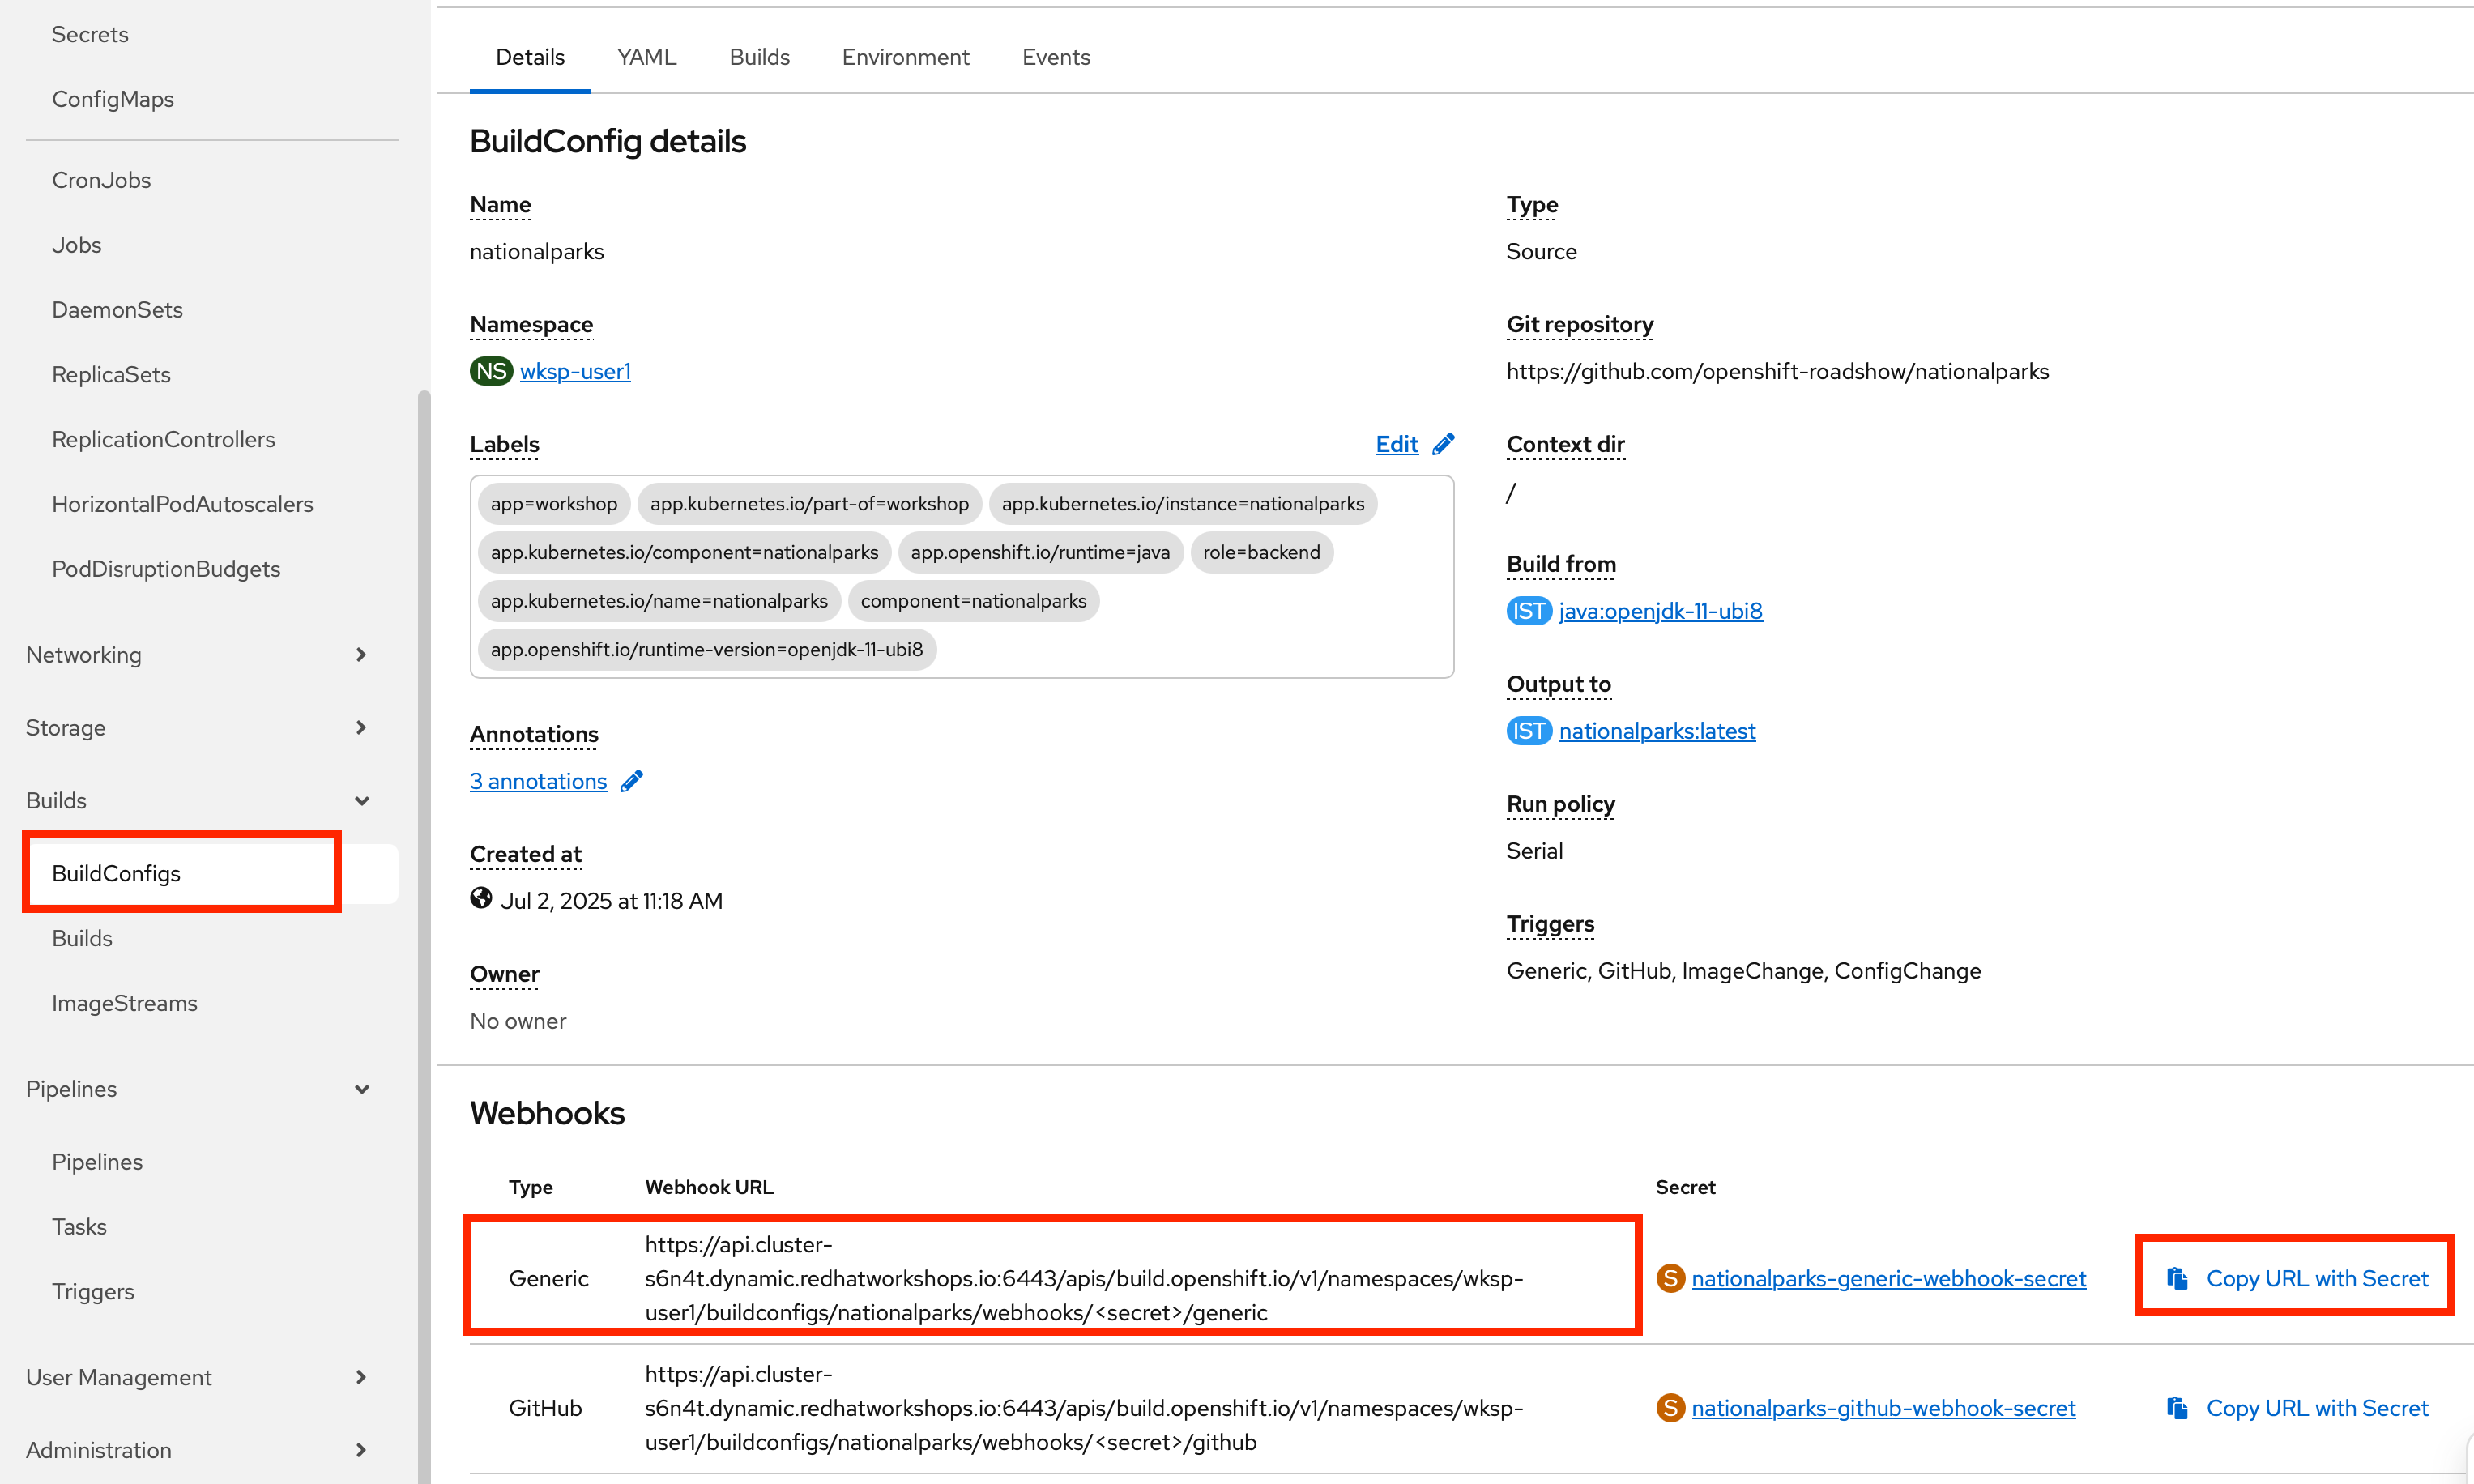 Secrets
ConfigMaps
CronJobs
Jobs
DaemonSets
ReplicaSets
ReplicationControllers
HorizontalPodAutoscalers
PodDisruptionBudgets
Networking
Storage
Builds
BuildConfigs
Builds
ImageStreams
Pipelines
Pipelines
Tasks
Triggers
User Management
Administration
Details YAML Builds Environment Events
BuildConfig details
Name
nationalparks
Namespace
NS wksp-user1
Labels Edit
app=workshop app.kubernetes.io/part-of=workshop app.kubernetes.io/instance=nationalparks
app.kubernetes.io/component=nationalparks app.openshift.io/runtime=java role=backend
app.kubernetes.io/name=nationalparks component=nationalparks
app.openshift.io/runtime-version=openjdk-11-ubi8
Annotations
3 annotations
Created at
Jul 2, 2025 at 11:18 AM
Owner
No owner
Type
Source
Git repository
https://github.com/openshift-roadshow/nationalparks
Context dir
/
Build from
IST java:openjdk-11-ubi8
Output to
IST nationalparks:latest
Run policy
Serial
Triggers
Generic, GitHub, ImageChange, ConfigChange
Webhooks
Type Webhook URL Secret
Generic
https://api.cluster-
s6n4t.dynamic.redhatworkshops.io:6443/apis/build.openshift.io/v1/namespaces/wksp-
user1/buildconfigs/nationalparks/webhooks/<secret>/generic
S nationalparks-generic-webhook-secret
Copy URL with Secret
GitHub
https://api.cluster-
s6n4t.dynamic.redhatworkshops.io:6443/apis/build.openshift.io/v1/namespaces/wksp-
user1/buildconfigs/nationalparks/webhooks/<secret>/github
S nationalparks-github-webhook-secret
Copy URL with Secret